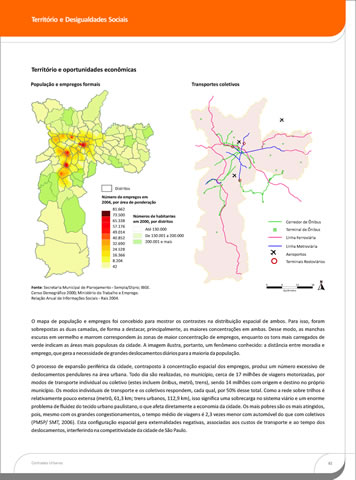 Território e Desigualdades Sociais
Território e oportunidades econômicas
População e empregos formais
Transportes coletivos
Distritos
Número de empregos em
2004, por área de ponderação
81.662
73.500
65.338
57.176
49.014
40.852
32.690
24.528
16.366
8.204
42
Números de habitantes
em 2000, por distritos
Até 130.000
De 130.001 a 200.000
200.001 e mais
Corredor de Ônibus
Terminal de Ônibus
Linha Ferroviária
Linha Metroviária
Aeroportos
Terminais Rodoviários
Fonte: Secretaria Municipal de Planejamento - Sempla/Dipro; IBGE.
Censo Demográfico 2000; Ministério do Trabalho e Emprego.
Relação Anual de Informações Sociais - Rais 2004.
O mapa de população e empregos foi concebido para mostrar os contrastes na distribuição espacial de ambos. Para isso, foram
sobrepostas as duas camadas, de forma a destacar, principalmente, as maiores concentrações em ambas. Desse modo, as manchas
escuras em vermelho e marrom correspondem às zonas de maior concentração de empregos, enquanto os tons mais carregados de
verde indicam as áreas mais populosas da cidade. A imagem ilustra, portanto, um fenômeno conhecido: a distância entre moradia e
emprego, que gera a necessidade de grandes deslocamentos diários para a maioria da população.
O processo de expansão periférica da cidade, contraposto à concentração espacial dos empregos, produz um número excessivo de
deslocamentos pendulares na área urbana. Todo dia são realizadas, no município, cerca de 17 milhões de viagens motorizadas, por
modos de transporte individual ou coletivo (estes incluem ônibus, metrô, trens), sendo 14 milhões com origem e destino no próprio
município. Os modos individuais de transporte e os coletivos respondem, cada qual, por 50% desse total. Como a rede sobre trilhos é
relativamente pouco extensa (metrô, 61,3 km; trens urbanos, 112,9 km), isso significa uma sobrecarga no sistema viário e um enorme
problema de fluidez do tecido urbano paulistano, o que afeta diretamente a economia da cidade. Os mais pobres são os mais atingidos,
pois, mesmo com os grandes congestionamentos, o tempo médio de viagens é 2,3 vezes menor com automóvel do que com coletivos
(PMSP/ SMT, 2006). Esta configuração espacial gera externalidades negativas, associadas aos custos de transporte e ao tempo dos
deslocamentos, interferindo na competitividade da cidade de São Paulo.